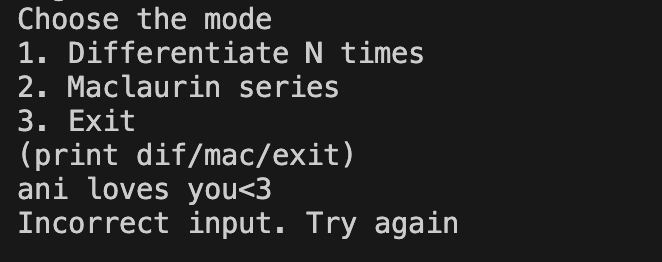 Choose the mode
1. Differentiate N times
2. Maclaurin series
3. Exit
(print dif/mac/exit)
ani loves you<3
Incorrect input. Try again